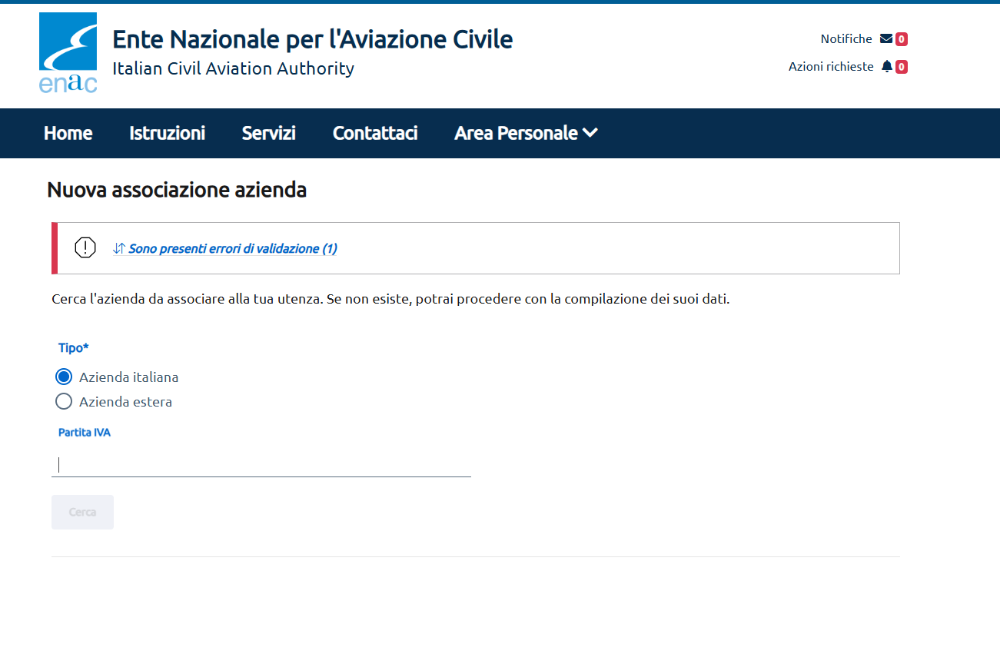 Ente Nazionale per l'Aviazione Civile
Italian Civil Aviation Authority
enac
Notifiche 0
Azioni richieste 0
Home Istruzioni Servizi Contattaci Area Personale
Nuova associazione azienda
Sono presenti errori di validazione (1)
Cerca l'azienda da associare alla tua utenza. Se non esiste, potrai procedere con la compilazione dei suoi dati.
Tipo*
Azienda italiana
Azienda estera
Partita IVA
Cerca